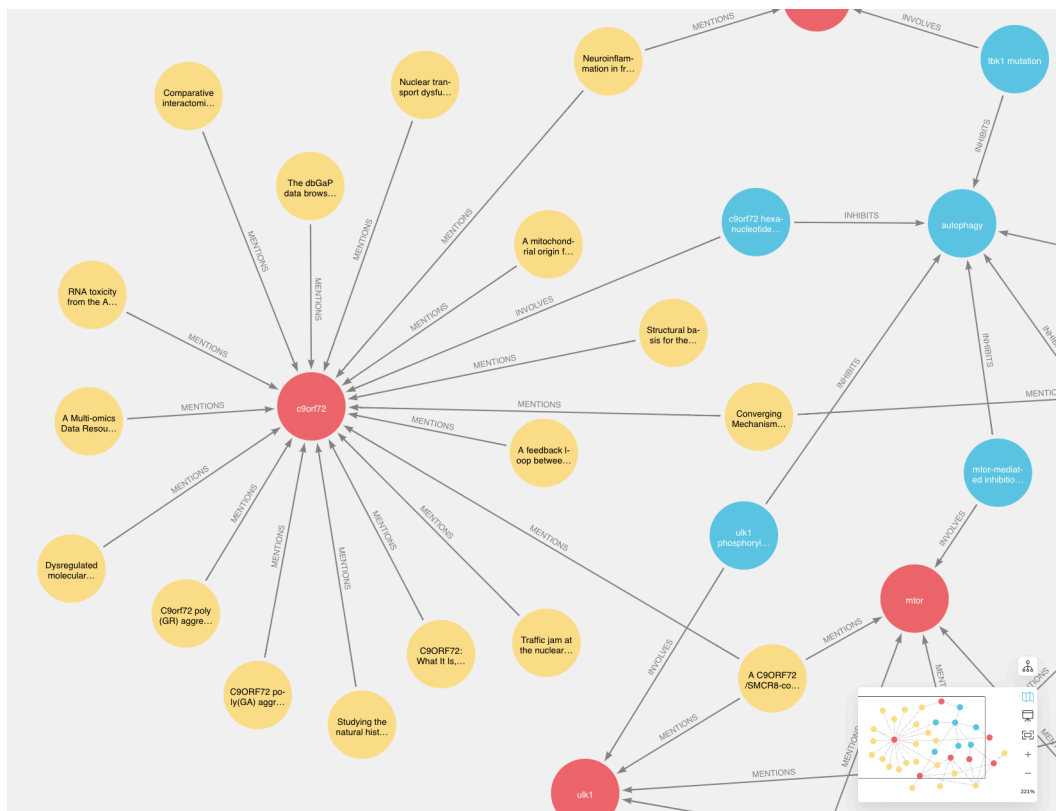 MENTIONS
INVOLVES
tbk1 mutation
Neuroinflam-
mation in fr…
Nuclear tran-
sport dysfu…
Comparative
interactomi…
INHIBITS
The dbGaP
data brows…
c9orf72 hexa-
nucleotide…
INHIBITS
autophagy
A mitochond-
rial origin f…
MENTIONS
MENTIONS
MENTIONS
MENTIONS
RNA toxicity
from the A…
MENTIONS
INVOLVES
MENTIONS
Structural ba-
sis for the…
MENTIONS
MENTIONS
INHIBITS
INHIBITS
INHIBITS
c9orf72
MENTIONS
A Multi-omics
Data Resou…
MENTIONS
Converging
Mechanism…
MENTIONS
MENTIONS
A feedback l-
oop betwee…
mtor-mediat-
ed inhibitio…
MENTIONS
MENTIONS
MENTIONS
MENTIONS
MENTIONS
MENTIONS
ulk1
phosphoryl…
INVOLVES
Dysregulated
molecular…
C9orf72 poly
(GR) aggre…
mtor
C9ORF72:
What It Is,…
Traffic jam at
the nuclear…
INVOLVES
MENTIONS
A C9ORF72
/SMCR8-co…
C9ORF72 po-
ly(GA) aggr…
Studying the
natural hist…
MENTIONS
MENTIONS
ulk1
221%